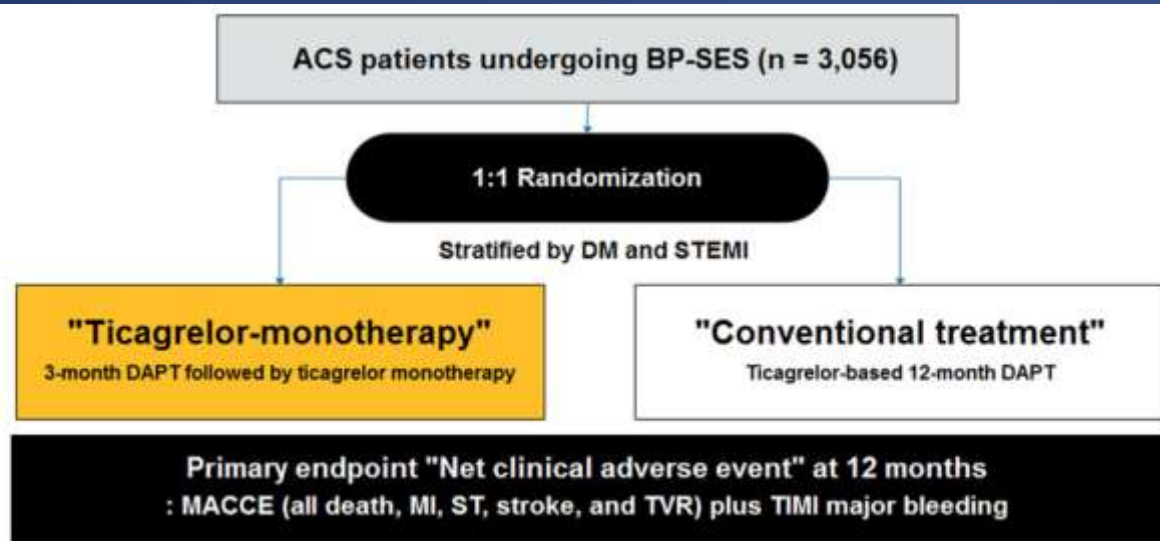 ACS patients undergoing BP-SES (n = 3,056)
1:1 Randomization
Stratified by DM and STEMI
"Ticagrelor-monotherapy"
3-month DAPT followed by ticagrelor monotherapy
"Conventional treatment"
Ticagrelor-based 12-month DAPT
Primary endpoint "Net clinical adverse event" at 12 months
: MACCE (all death, MI, ST, stroke, and TVR) plus TIMI major bleeding